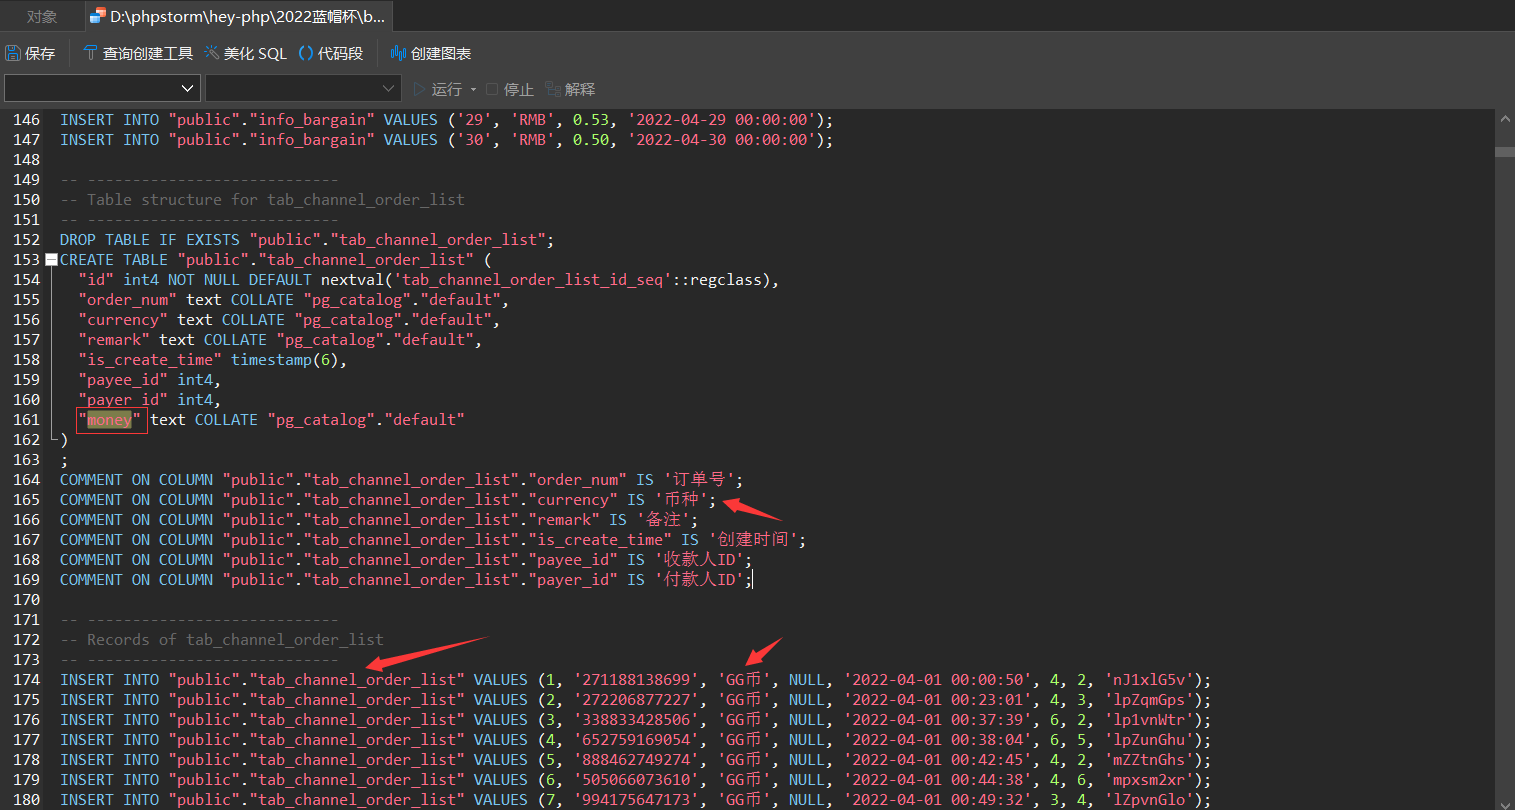 对象 D:\phpstorm\hey-php\2022蓝帽杯\b...
保存 查询创建工具 美化 SQL () 代码段 创建图表
运行 停止 解释
146 INSERT INTO "public"."info_bargain" VALUES ('29', 'RMB', 0.53, '2022-04-29 00:00:00');
147 INSERT INTO "public"."info_bargain" VALUES ('30', 'RMB', 0.50, '2022-04-30 00:00:00');
148
149 -- ----------------------------
150 -- Table structure for tab_channel_order_list
151 -- ----------------------------
152 DROP TABLE IF EXISTS "public"."tab_channel_order_list";
153 CREATE TABLE "public"."tab_channel_order_list" (
154 "id" int4 NOT NULL DEFAULT nextval('tab_channel_order_list_id_seq'::regclass),
155 "order_num" text COLLATE "pg_catalog"."default",
156 "currency" text COLLATE "pg_catalog"."default",
157 "remark" text COLLATE "pg_catalog"."default",
158 "is_create_time" timestamp(6),
159 "payee_id" int4,
160 "payer_id" int4,
161 "money" text COLLATE "pg_catalog"."default"
162 )
163 ;
164 COMMENT ON COLUMN "public"."tab_channel_order_list"."order_num" IS '订单号';
165 COMMENT ON COLUMN "public"."tab_channel_order_list"."currency" IS '币种';
166 COMMENT ON COLUMN "public"."tab_channel_order_list"."remark" IS '备注';
167 COMMENT ON COLUMN "public"."tab_channel_order_list"."is_create_time" IS '创建时间';
168 COMMENT ON COLUMN "public"."tab_channel_order_list"."payee_id" IS '收款人ID';
169 COMMENT ON COLUMN "public"."tab_channel_order_list"."payer_id" IS '付款人ID';
170
171 -- ----------------------------
172 -- Records of tab_channel_order_list
173 -- ----------------------------
174 INSERT INTO "public"."tab_channel_order_list" VALUES (1, '271188138699', 'GG币', NULL, '2022-04-01 00:00:50', 4, 2, 'nJ1xlG5v');
175 INSERT INTO "public"."tab_channel_order_list" VALUES (2, '272206877227', 'GG币', NULL, '2022-04-01 00:23:01', 4, 3, 'lpZqmGps');
176 INSERT INTO "public"."tab_channel_order_list" VALUES (3, '338833428506', 'GG币', NULL, '2022-04-01 00:37:39', 6, 2, 'lp1vnWtr');
177 INSERT INTO "public"."tab_channel_order_list" VALUES (4, '652759169054', 'GG币', NULL, '2022-04-01 00:38:04', 6, 5, 'lpZunGhu');
178 INSERT INTO "public"."tab_channel_order_list" VALUES (5, '888462749274', 'GG币', NULL, '2022-04-01 00:42:45', 4, 2, 'mZZtnGhs');
179 INSERT INTO "public"."tab_channel_order_list" VALUES (6, '505066073610', 'GG币', NULL, '2022-04-01 00:44:38', 4, 6, 'mpxsm2xr');
180 INSERT INTO "public"."tab_channel_order_list" VALUES (7, '994175647173', 'GG币', NULL, '2022-04-01 00:49:32', 3, 4, 'lZpvnGlo');